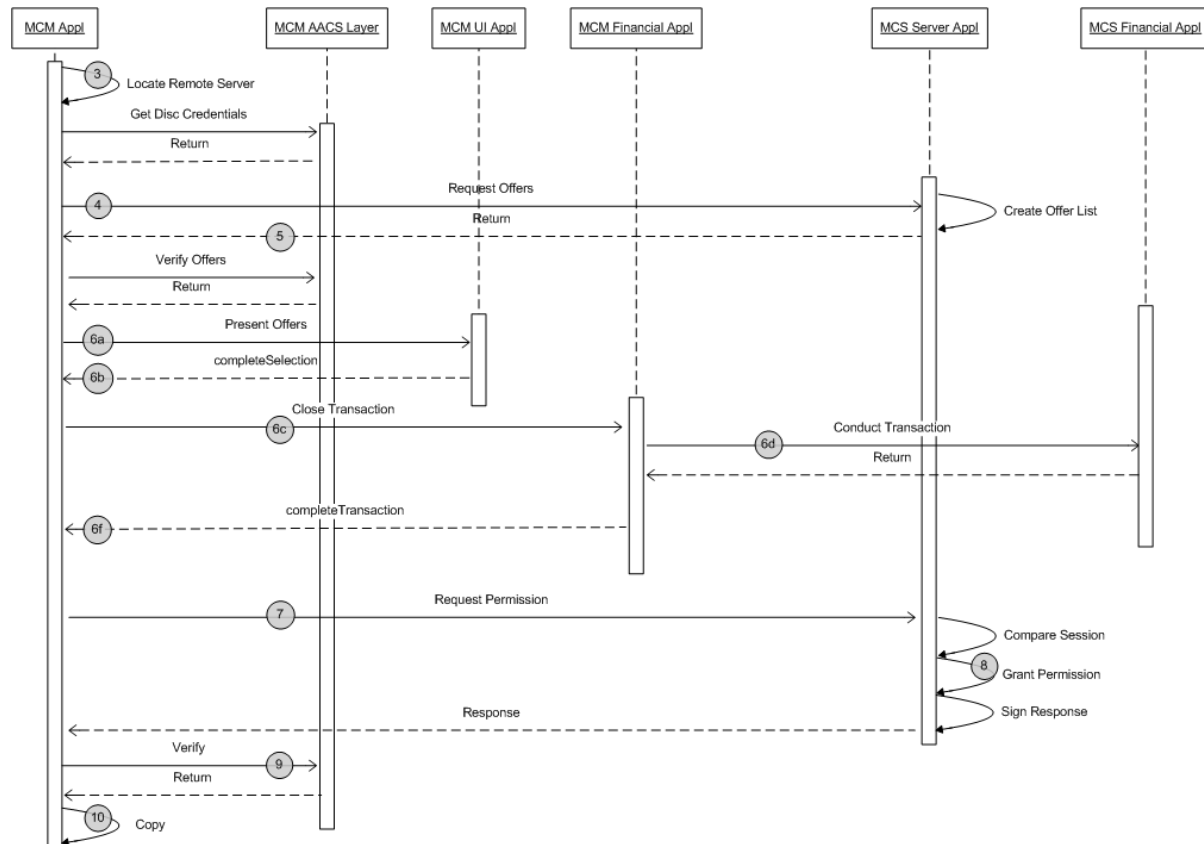 MCM Appl
MCM AACS Layer
MCM UI Appl
MCM Financial Appl
MCS Server Appl
MCS Financial Appl
3
Locate Remote Server
Get Disc Credentials
Return
4
Request Offers
Create Offer List
Return
5
Verify Offers
Return
Present Offers
6a
completeSelection
6b
Close Transaction
6c
Conduct Transaction
6d
Return
completeTransaction
6f
Request Permission
7
Compare Session
8
Grant Permission
Sign Response
Response
Verify
9
Return
10
Copy